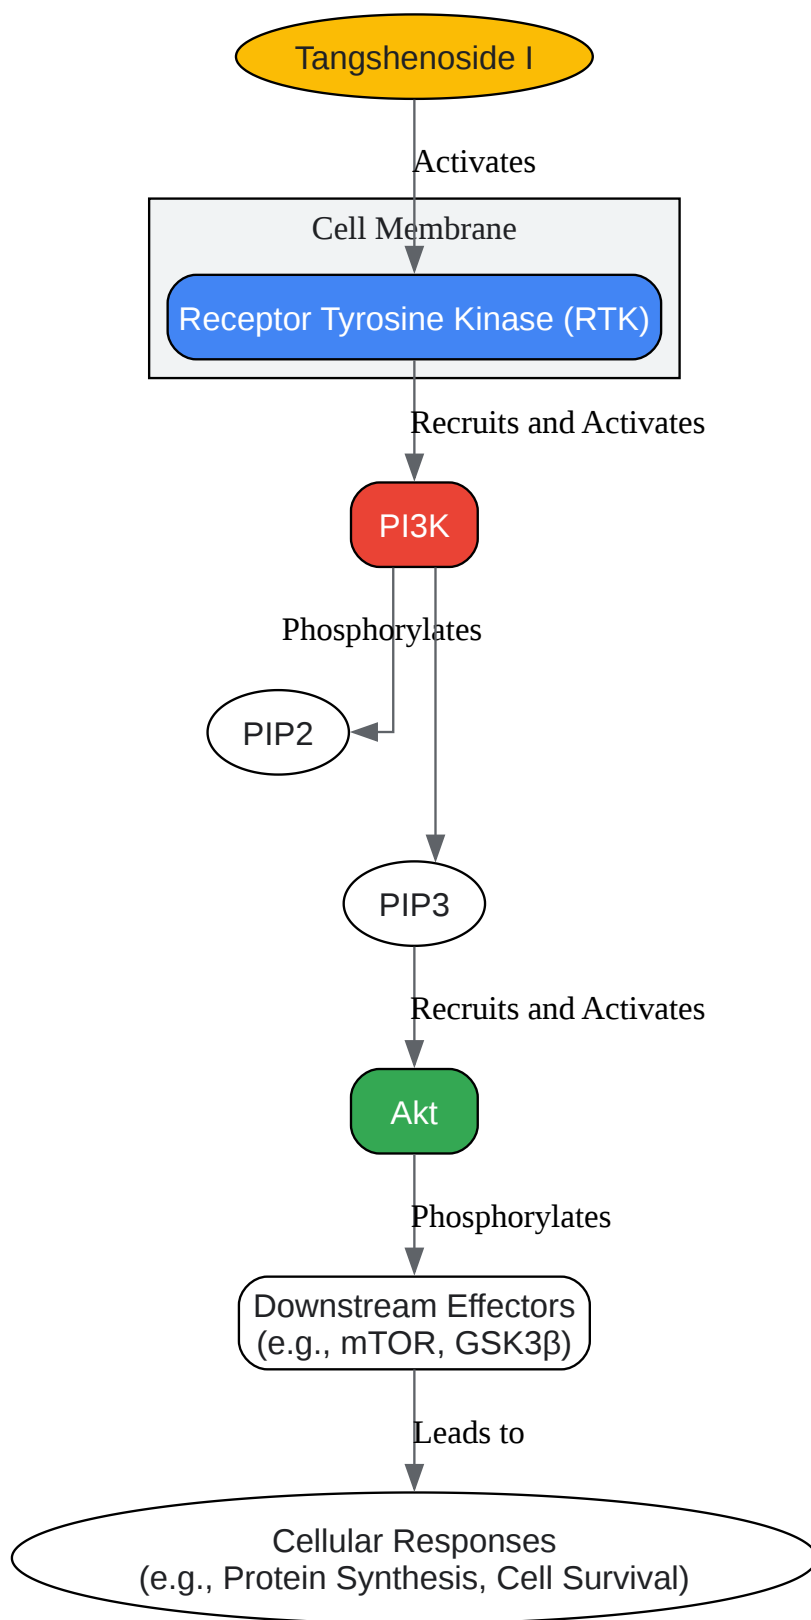 Tangshenoside I
Activates
Cell Membrane
Receptor Tyrosine Kinase (RTK)
Recruits and Activates
PI3K
Phosphorylates
PIP2
PIP3
Recruits and Activates
Akt
Phosphorylates
Downstream Effectors
(e.g., mTOR, GSK3β)
Leads to
Cellular Responses
(e.g., Protein Synthesis, Cell Survival)